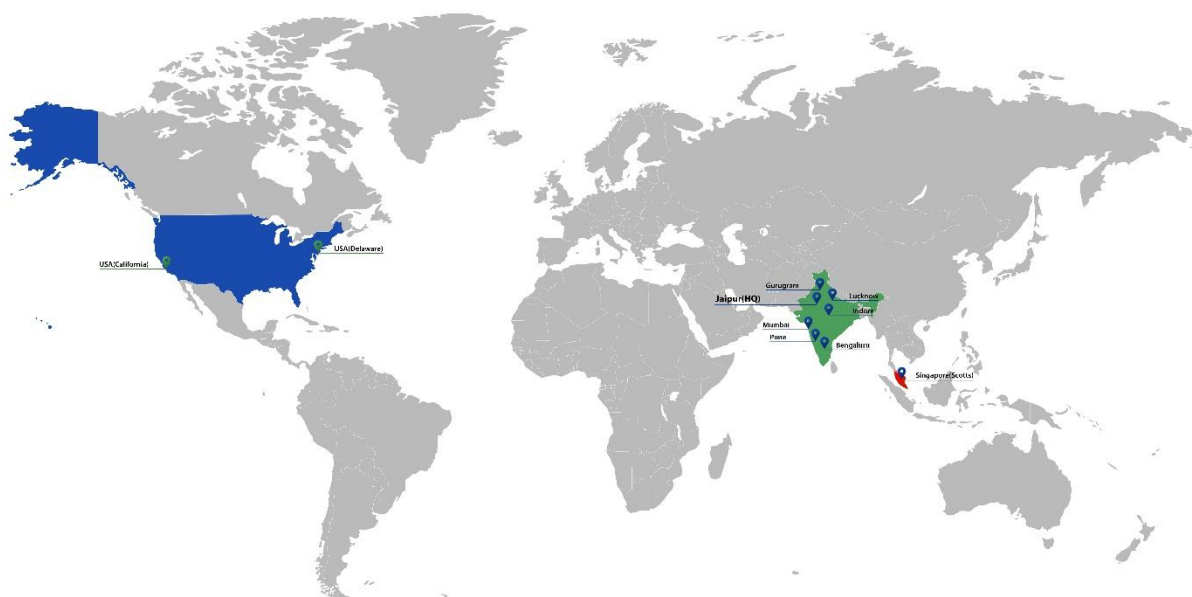 USA(Delaware)
USA(California)
Gurugram
Jaipur(HQ)
Lucknow
Indore
Mumbai
Pune
Bengaluru
Singapore(Scotts)